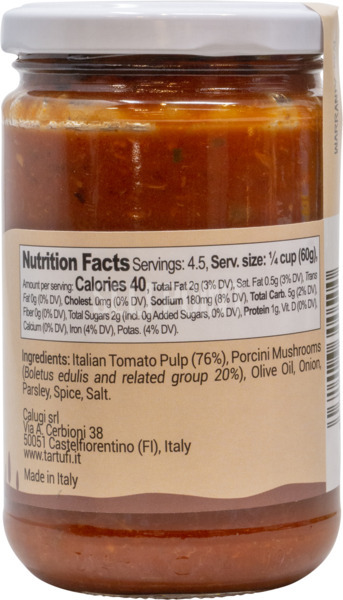 Nutrition Facts Servings: 4.5, Serv. size: ¼ cup (60g),
Amount per serving: Calories 40, Total Fat 2g (3% DV), Sat. Fat 0.5g (3% DV), Trans
Fat 0g (0% DV), Cholest. 0mg (0% DV), Sodium 180mg (8% DV), Total Carb. 5g (2% DV),
Fiber 0g (0% DV), Total Sugars 2g (Incl. 0g Added Sugars, 0% DV), Protein 1g, Vit. D (0% DV),
Calcium (0% DV), Iron (4% DV), Potas. (4% DV).
Ingredients: Italian Tomato Pulp (76%), Porcini Mushrooms
(Boletus edulis and related group 20%), Olive Oil, Onion,
Parsley, Spice, Salt.
Calugi srl
Via A. Cerbioni 38
50051 Castelfiorentino (FI), Italy
www.tartufi.it
Made in Italy